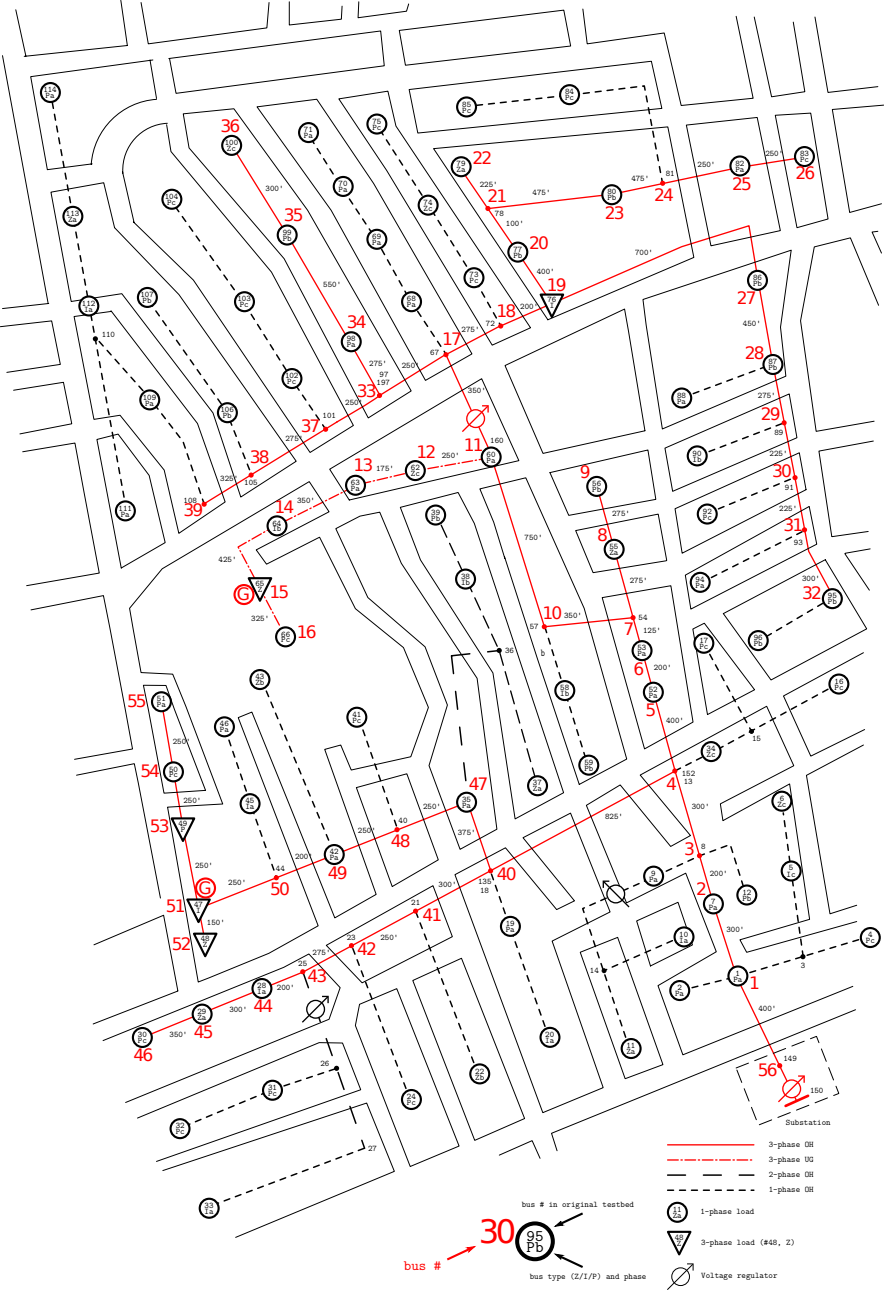 114
Pa
36
100
Zc
71
Pa
75
Pc
85
Pc
84
Pc
300'
104
Pc
70
Pa
74
Zc
79
Za
22
225'
21
475'
80
Pb
23
475'
81
24
250'
82
Pa
25
250'
83
Pc
26
113
Za
35
99
Pb
69
Pa
78
100'
20
77
Pb
700'
112
Ia
107
Pb
103
Pc
550'
68
Pa
73
Pc
400'
19
76
I
200'
86
Pb
27
110
34
98
Pa
17
67
275'
18
72
450'
109
Pa
106
Pb
102
Pc
275'
97
197
33
250'
350'
28
87
Pb
88
Pa
275'
29
89
38
105
275'
37
101
250'
11
160
60
Pa
250'
12
62
Zc
13
175'
63
Pa
90
Ib
225'
30
91
39
108
325'
111
Pa
14
64
Ib
350'
39
Pb
9
56
Pb
275'
92
Pc
225'
31
93
425'
65
Z
15
G
325'
66
Pc
16
38
Ib
750'
8
55
Za
275'
94
Pa
300'
32
95
Pb
10
57
350'
54
7
125'
b
36
53
Pa
6
200'
96
Pb
17
Pc
43
Zb
58
Ib
52
Pa
5
16
Pc
55
51
Pa
46
Pa
41
Pc
400'
15
34
Zc
250'
54
50
Pc
59
Pb
37
Za
4
152
13
47
35
Pa
250'
53
49
P
45
Ia
250'
40
48
250'
375'
825'
300'
6
Zc
250'
G
44
50
200'
42
Pa
49
250'
300'
135
18
40
3
8
9
Pa
200'
5
Ic
51
47
I
150'
52
48
Z
21
41
19
Pa
2
7
Pa
12
Pb
300'
23
42
250'
275'
25
43
10
Ia
4
Pc
3
14
2
Pa
1
Pa
1
28
Ia
44
200'
29
Za
45
300'
350'
30
Pc
46
400'
20
Ia
11
Za
26
56
149
150
Substation
31
Pc
32
Pc
24
Pc
22
Zb
27
33
Ia
3-phase OH
3-phase UG
2-phase OH
1-phase OH
11
Za
1-phase load
48
Z
3-phase load (#48, Z)
Voltage regulator
bus # in original testbed
30
95
Pb
bus #
bus type (Z/I/P) and phase